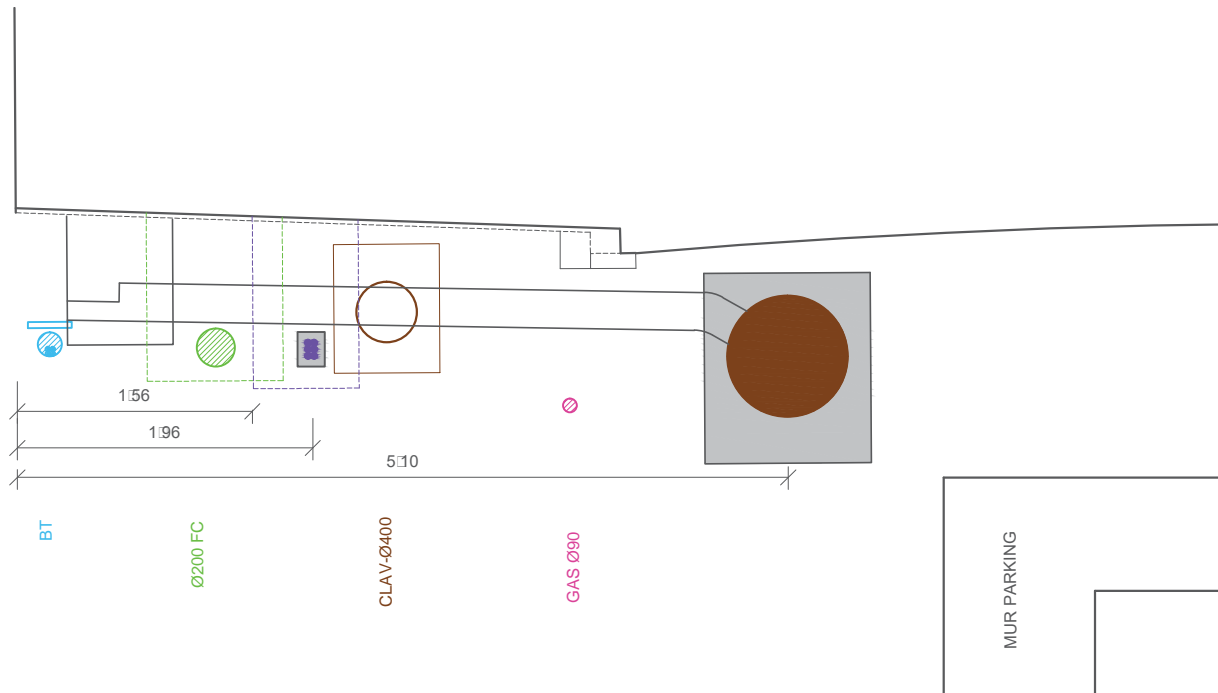 1▯56
1▯96
5▯10
BT
Ø200 FC
CLAV-Ø400
GAS Ø90
MUR PARKING